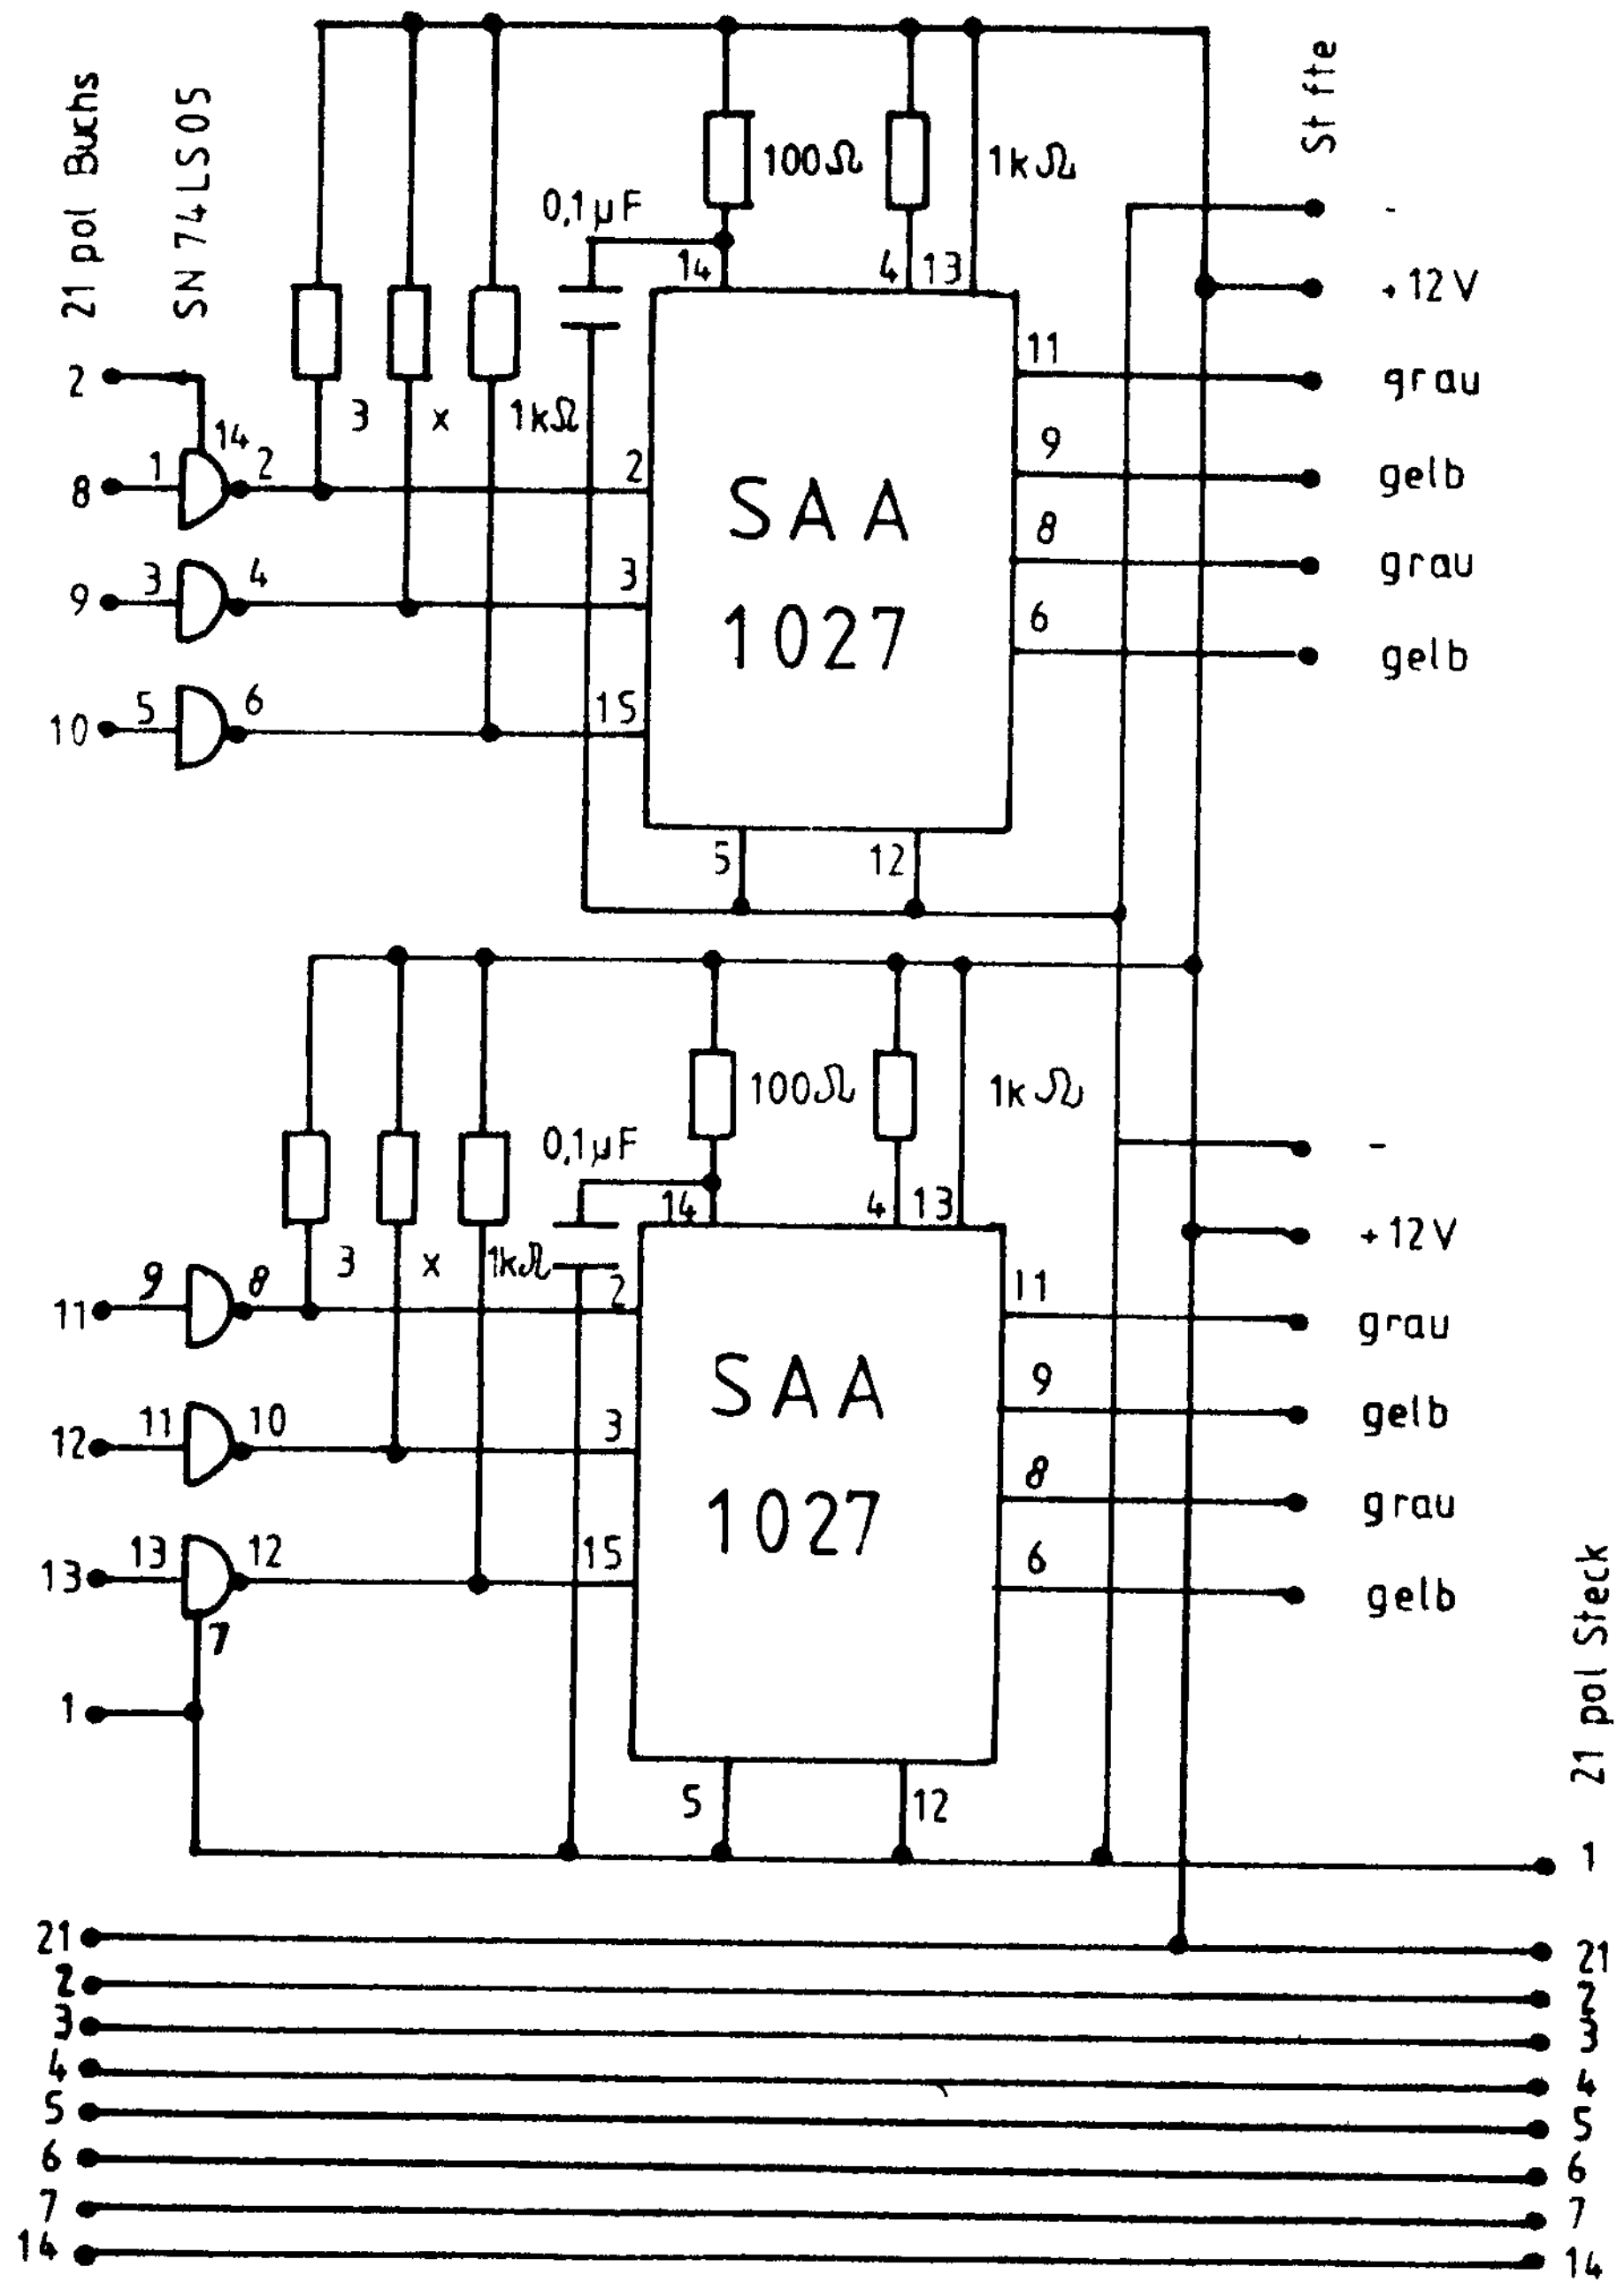 21 pol Buchs
SN 74LS05
St fte
100Ω
1kΩ
0,1µF
-
14
4
13
+12V
11
grau
2
3
x
1kΩ
14
9
gelb
8
1
2
2
SAA
8
grau
9
3
4
3
1027
6
gelb
10
5
6
15
5
12
100Ω
1kΩ
0,1µF
-
14
4
13
+12V
3
x
1kΩ
11
9
8
2
11
grau
SAA
9
gelb
12
11
10
3
8
grau
1027
13
13
12
15
6
gelb
7
21 pol Steck
1
5
12
1
21
21
2
2
3
3
4
4
5
5
6
6
7
7
14
14